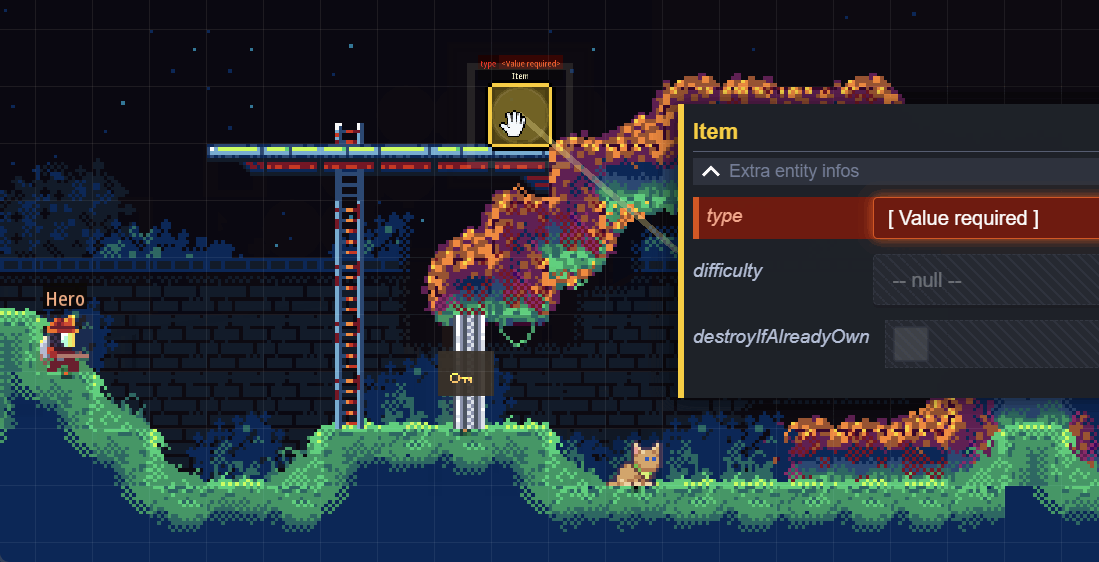 type <Value required>
Item
Item
Extra entity infos
type
[ Value required ]
difficulty
-- null --
Hero
destroyIfAlreadyOwn